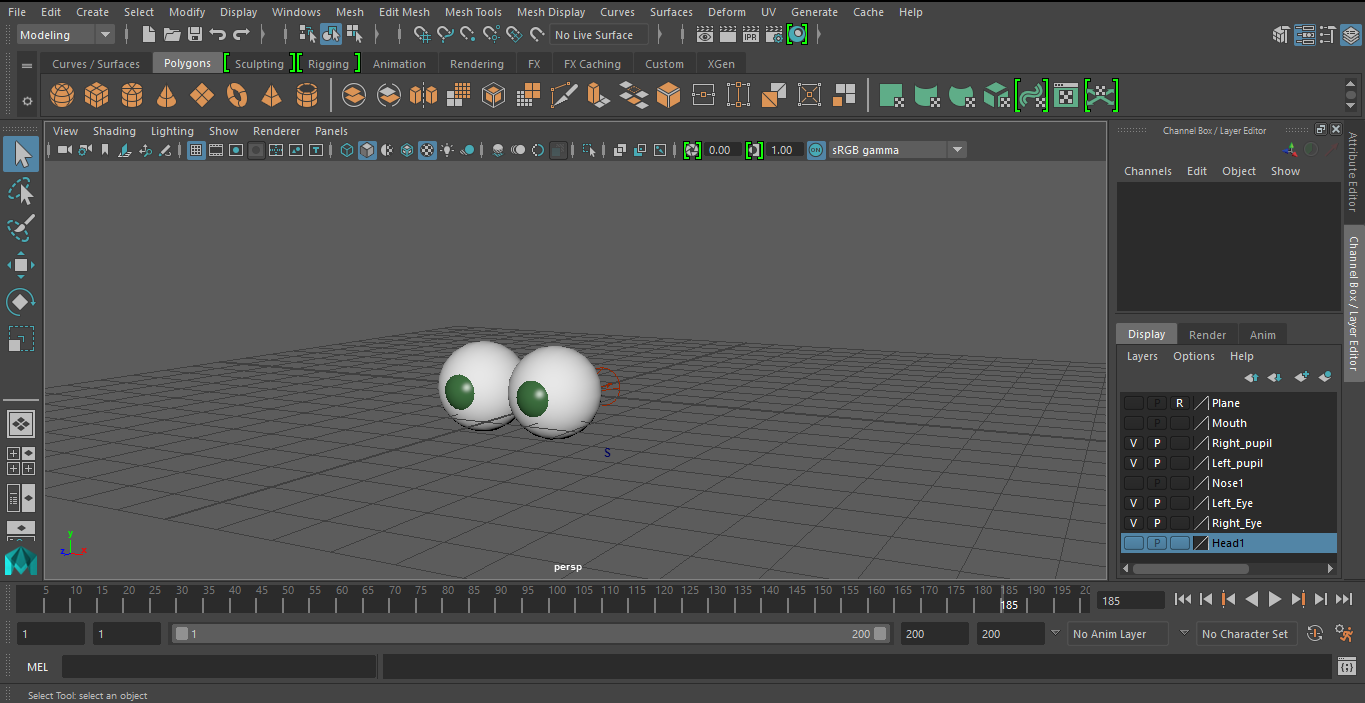 File Edit Create Select Modify Display Windows Mesh Edit Mesh Mesh Tools Mesh Display Curves Surfaces Deform UV Generate Cache Help
Modeling No Live Surface
Curves / Surfaces Polygons Sculpting Rigging Animation Rendering FX FX Caching Custom XGen
View Shading Lighting Show Renderer Panels
0.00 1.00 ON sRGB gamma
Channel Box / Layer Editor
Channels Edit Object Show
Attribute Editor
Channel Box / Layer Editor
Display Render Anim
Layers Options Help
P R Plane
P Mouth
V P Right_pupil
V P Left_pupil
P Nose1
V P Left_Eye
V P Right_Eye
P Head1
S
y
z x
persp
5 10 15 20 25 30 35 40 45 50 55 60 65 70 75 80 85 90 95 100 105 110 115 120 125 130 135 140 145 150 155 160 165 170 175 180 185 190 195 20
185
185
1 1 1 200 200 200 No Anim Layer No Character Set
MEL
Select Tool: select an object